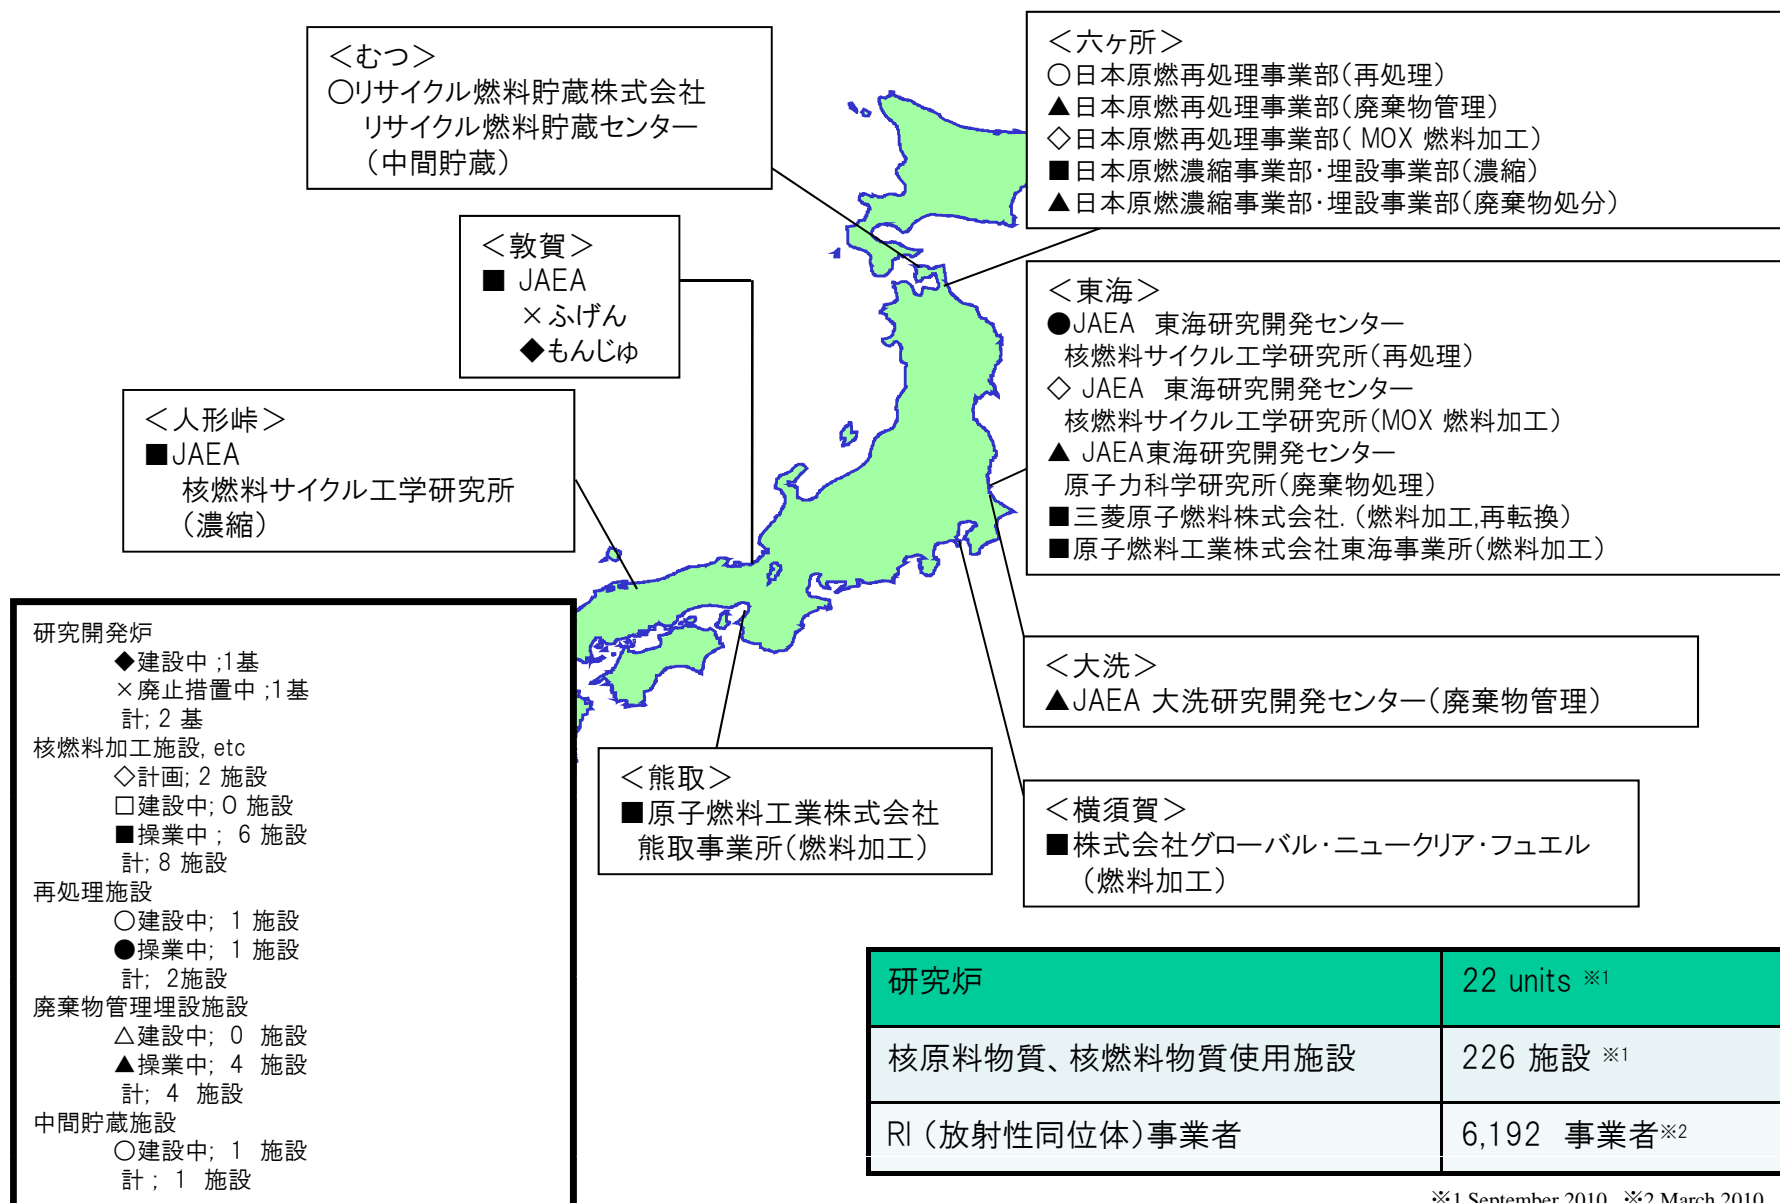 ＜むつ＞
○リサイクル燃料貯蔵株式会社
リサイクル燃料貯蔵センター
（中間貯蔵）
＜六ヶ所＞
○日本原燃再処理事業部(再処理)
▲日本原燃再処理事業部(廃棄物管理)
◇日本原燃再処理事業部( MOX 燃料加工)
■日本原燃濃縮事業部･埋設事業部(濃縮)
▲日本原燃濃縮事業部･埋設事業部(廃棄物処分)
＜敦賀＞
■ JAEA
×ふげん
◆もんじゅ
＜東海＞
●JAEA 東海研究開発センター
核燃料サイクル工学研究所(再処理)
◇ JAEA 東海研究開発センター
核燃料サイクル工学研究所(MOX 燃料加工)
▲ JAEA東海研究開発センター
原子力科学研究所(廃棄物処理)
■三菱原子燃料株式会社. (燃料加工,再転換)
■原子燃料工業株式会社東海事業所(燃料加工)
＜人形峠＞
■JAEA
核燃料サイクル工学研究所
（濃縮）
＜大洗＞
▲JAEA 大洗研究開発センター(廃棄物管理)
＜熊取＞
■原子燃料工業株式会社
熊取事業所(燃料加工)
＜横須賀＞
■株式会社グローバル･ニュークリア･フュエル
（燃料加工）
研究開発炉
◆建設中 ;1基
×廃止措置中 ;1基
計; 2 基
核燃料加工施設, etc
◇計画; 2 施設
□建設中; 0 施設
■操業中 ; 6 施設
計; 8 施設
再処理施設
○建設中; 1 施設
●操業中; 1 施設
計; 2施設
廃棄物管理埋設施設
△建設中; 0 施設
▲操業中; 4 施設
計; 4 施設
中間貯蔵施設
○建設中; 1 施設
計 ; 1 施設
研究炉 22 units ※1
核原料物質、核燃料物質使用施設 226 施設 ※1
RI (放射性同位体)事業者 6,192 事業者※2
※1 September 2010 ※2 March 2010